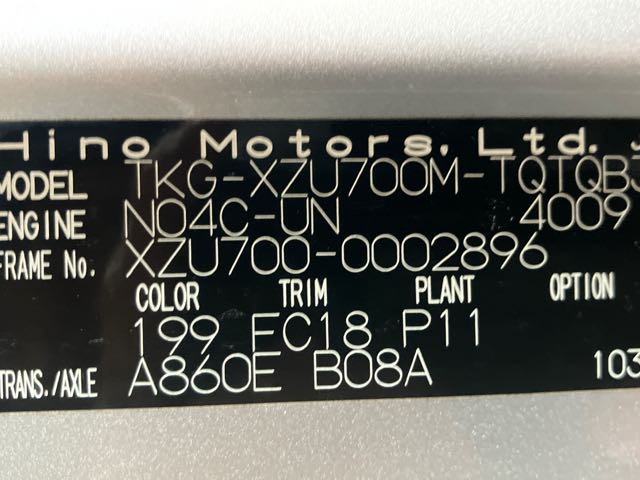 Hino Motors, Ltd. J
MODEL TKG-XZU700M-TQTQB
ENGINE N04C-UN 4009
FRAME No. XZU700-0002896
COLOR TRIM PLANT OPTION
199 FC18 P11
TRANS./AXLE A860E B08A 103